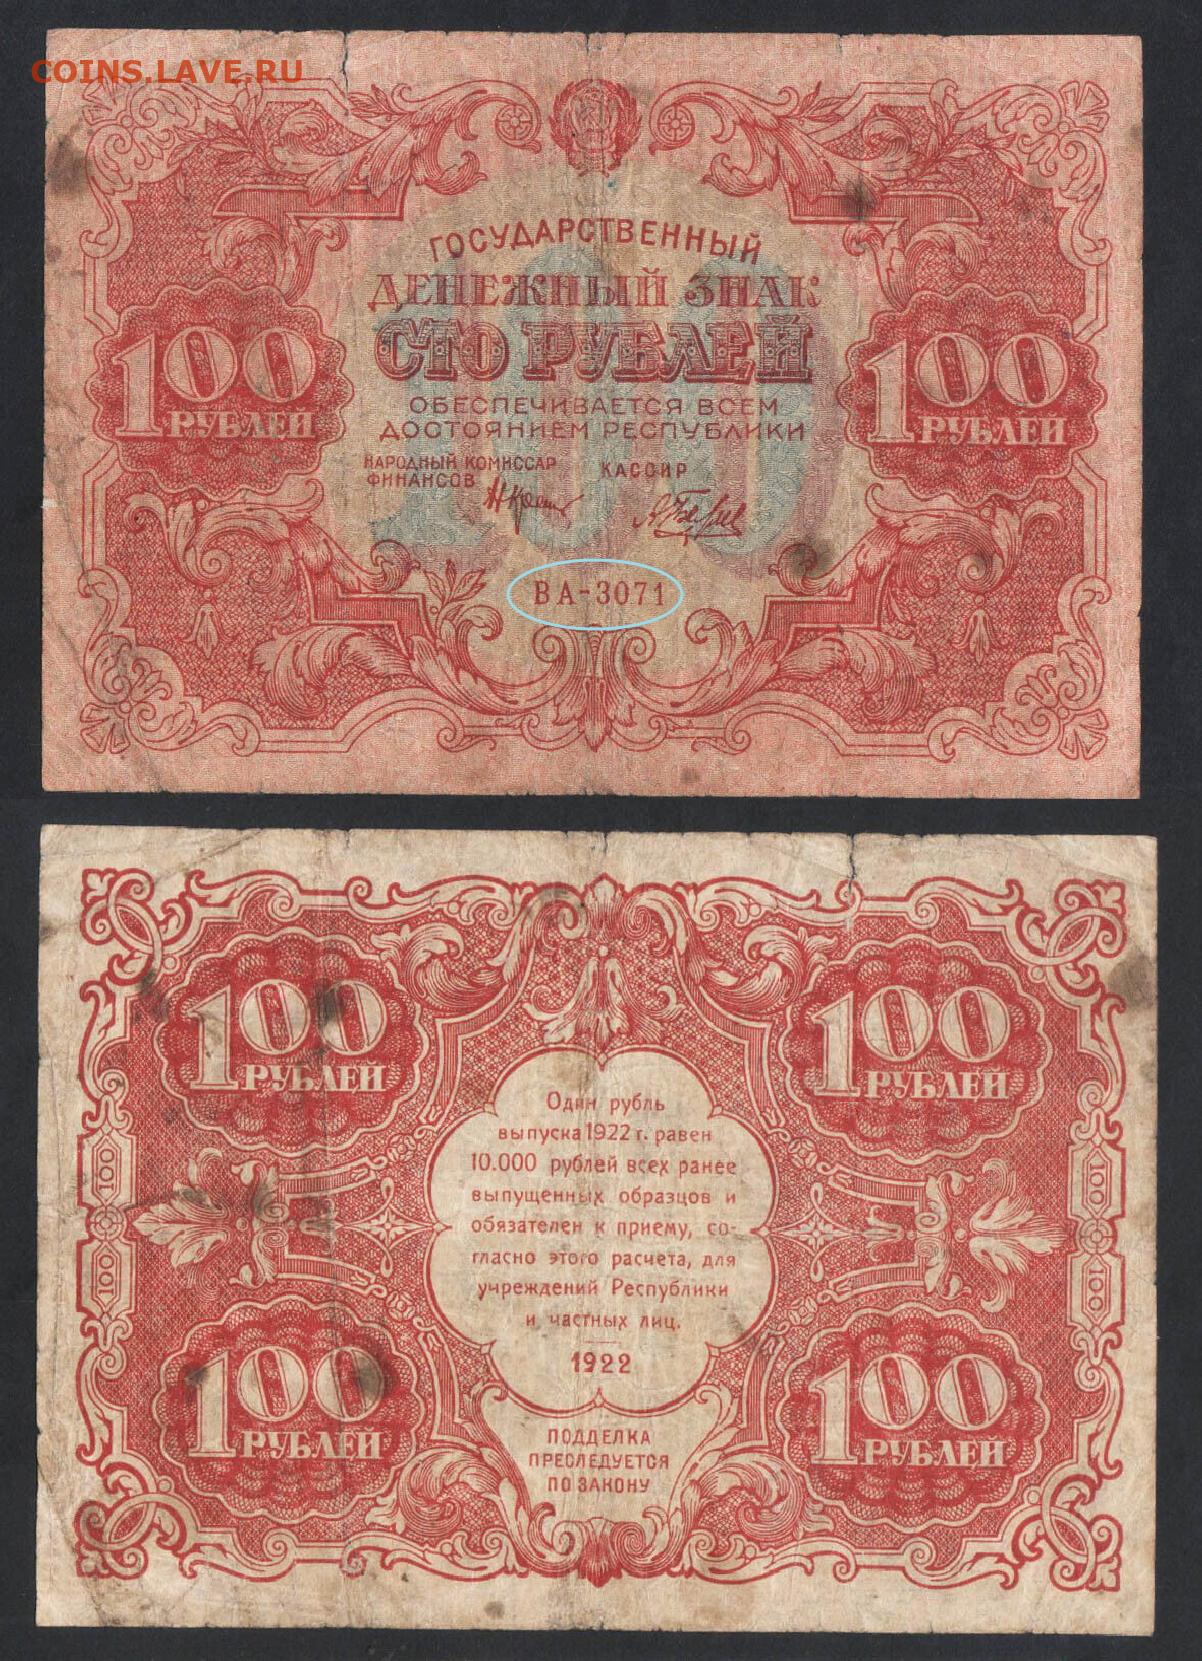 COINS.LAVE.RU
ГОСУДАРСТВЕННЫЙ
ДЕНЕЖНЫЙ ЗНАК
СТО РУБЛЕЙ
100
РУБЛЕЙ
100
РУБЛЕЙ
100
ОБЕСПЕЧИВАЕТСЯ ВСЕМ
ДОСТОЯНИЕМ РЕСПУБЛИКИ
НАРОДНЫЙ КОМИССАР
ФИНАНСОВ
КАССИР
ВА-3071
100
РУБЛЕЙ
100
РУБЛЕЙ
Один рубль
выпуска 1922 г. равен
10.000 рублей всех ранее
выпущенных образцов и
обязателен к приему, со-
гласно этого расчета, для
учреждений Республики
и частных лиц.
1922
100
100
100
100
100
РУБЛЕЙ
100
РУБЛЕЙ
ПОДДЕЛКА
ПРЕСЛЕДУЕТСЯ
ПО ЗАКОНУ